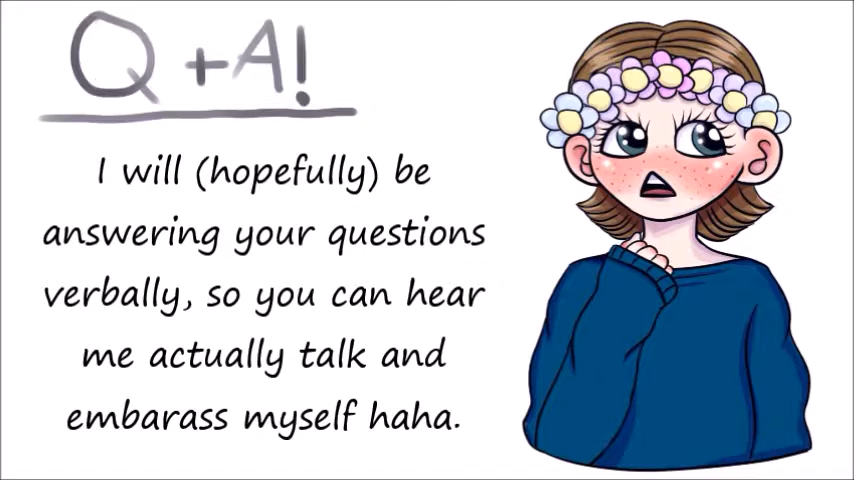 Q+A!
I will (hopefully) be
answering your questions
verbally, so you can hear
me actually talk and
embarass myself haha.